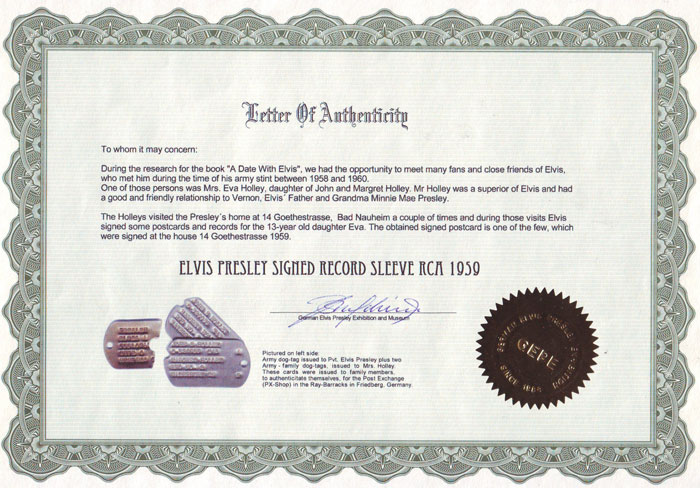 Letter Of Authenticity
To whom it may concern:
During the research for the book "A Date With Elvis", we had the opportunity to meet many fans and close friends of Elvis,
who met him during the time of his army stint between 1958 and 1960.
One of those persons was Mrs. Eva Holley, daughter of John and Margret Holley. Mr Holley was a superior of Elvis and had
a good and friendly relationship to Vernon, Elvis´ Father and Grandma Minnie Mae Presley.
The Holleys visited the Presley´s home at 14 Goethestrasse, Bad Nauheim a couple of times and during those visits Elvis
signed some postcards and records for the 13-year old daughter Eva. The obtained signed postcard is one of the few, which
were signed at the house 14 Goethestrasse 1959.
ELVIS PRESLEY SIGNED RECORD SLEEVE RCA 1959
German Elvis Presley Exhibition and Museum
Pictured on left side:
Army dog-tag issued to Pvt. Elvis Presley plus two
Army - family dog-tags, issued to Mrs. Holley.
These cards were issued to family members,
to authenticate themselves, for the Post Exchange
(PX-Shop) in the Ray-Barracks in Friedberg, Germany.
GERMAN ELVIS
GEPE
SINCE